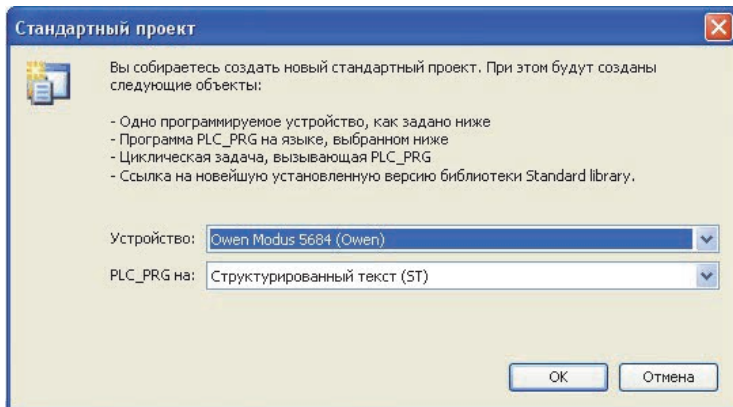 Стандартный проект
Вы собираетесь создать новый стандартный проект. При этом будут созданы
следующие объекты:
- Одно программируемое устройство, как задано ниже
- Программа PLC_PRG на языке, выбранном ниже
- Циклическая задача, вызывающая PLC_PRG
- Ссылка на новейшую установленную версию библиотеки Standard library.
Устройство: Owen Modus 5684 (Owen)
PLC_PRG на: Структурированный текст (ST)
OK Отмена